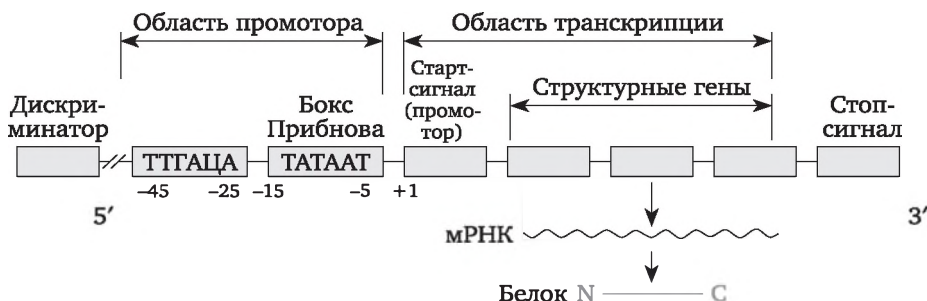 Область промотора
Область транскрипции
Дискри-
минатор
Бокс
Прибнова
Старт-
сигнал
(промо-
тор)
Структурные гены
Стоп-
сигнал
ТТГАЦА
ТАТААТ
−45 −25 −15 −5 +1
5′ 3′
мРНК
Белок N C